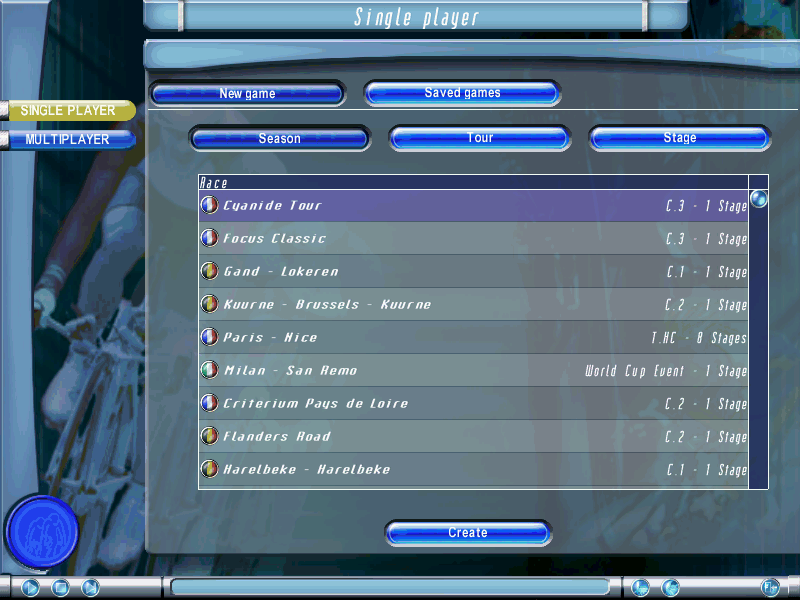 Single player
New game Saved games
SINGLE PLAYER
MULTIPLAYER
Season Tour Stage
Race
Cyanide Tour C.3 - 1 Stage
Focus Classic C.3 - 1 Stage
Gand - Lokeren C.1 - 1 Stage
Kuurne - Brussels - Kuurne C.2 - 1 Stage
Paris - Nice T.HC - 8 Stages
Milan - San Remo World Cup Event - 1 Stage
Criterium Pays de Loire C.2 - 1 Stage
Flanders Road C.2 - 1 Stage
Harelbeke - Harelbeke C.1 - 1 Stage
Create